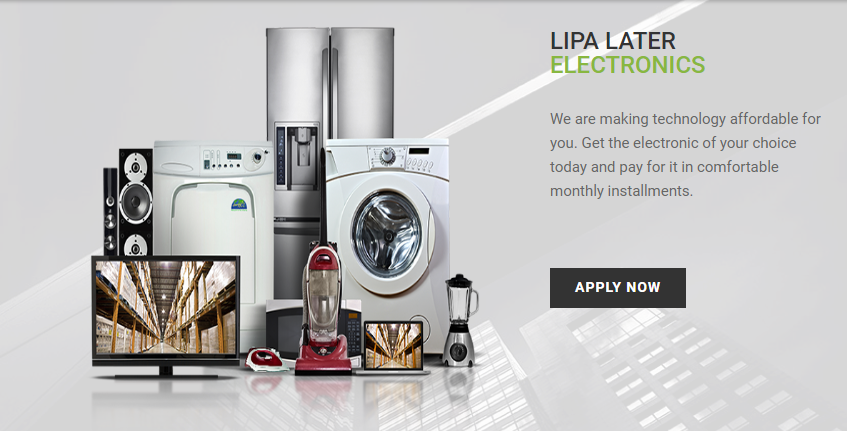 LIPA LATER
ELECTRONICS
We are making technology affordable for
you. Get the electronic of your choice
today and pay for it in comfortable
monthly installments.
APPLY NOW